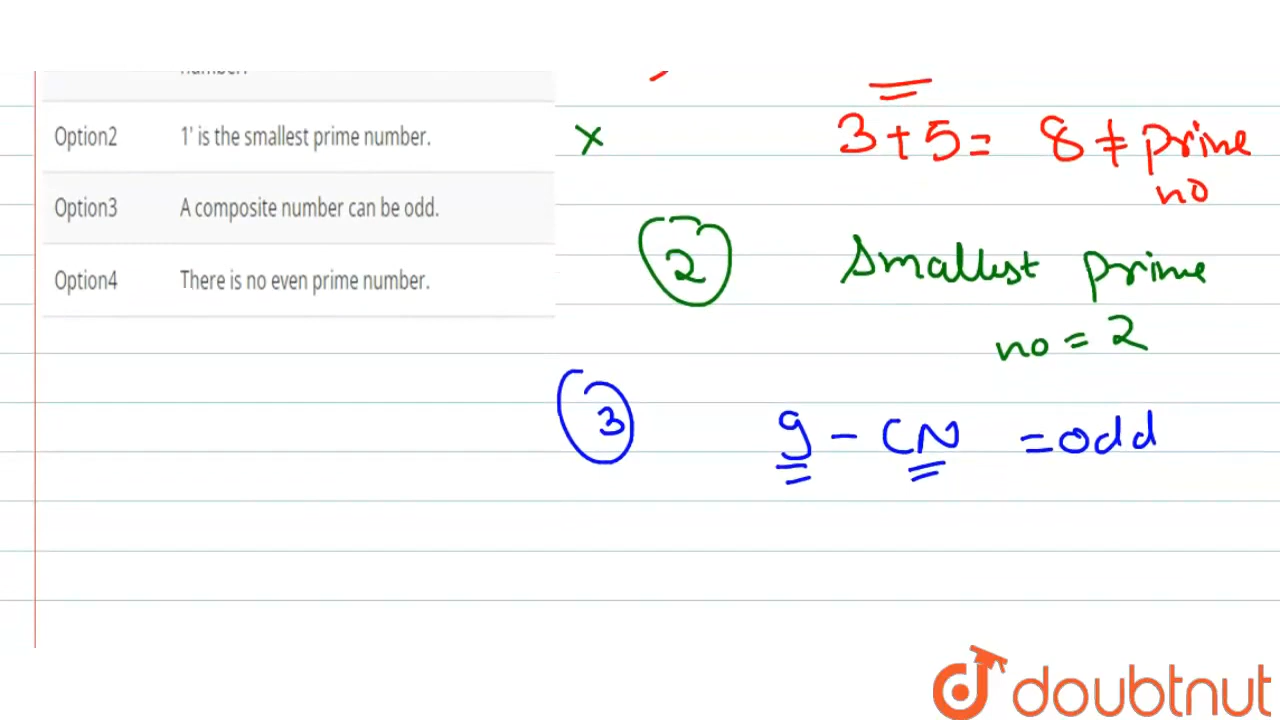 number.
Option2 1' is the smallest prime number. ×
3+5= 8 ≠ prime
no
Option3 A composite number can be odd.
2 Smallest prime
Option4 There is no even prime number.
no = 2
3 9 - CN = odd
doubtnut